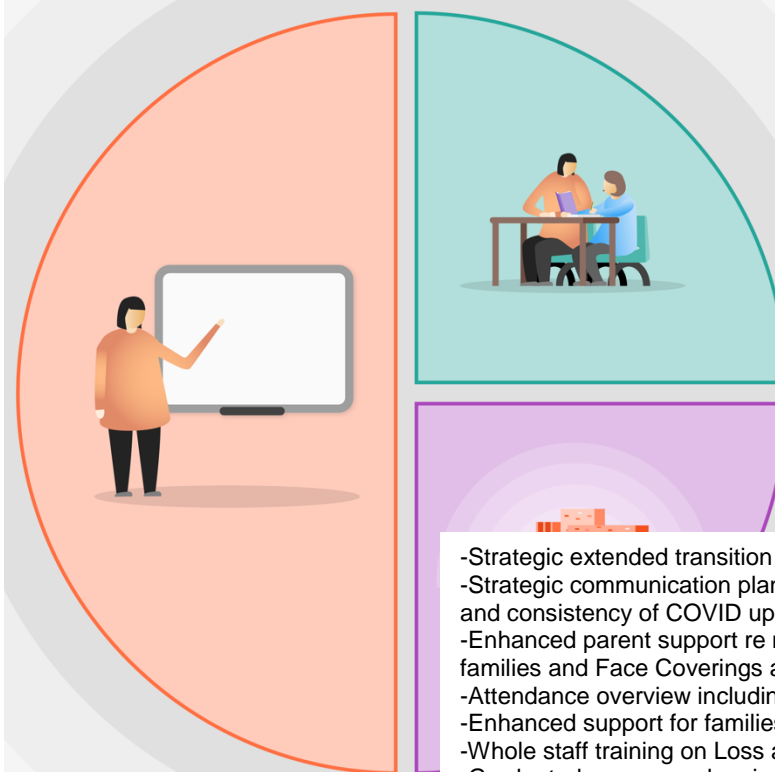 -Strategic extended transition
-Strategic communication plan
and consistency of COVID up
-Enhanced parent support re
families and Face Coverings
-Attendance overview includin
-Enhanced support for families
-Whole staff training on Loss